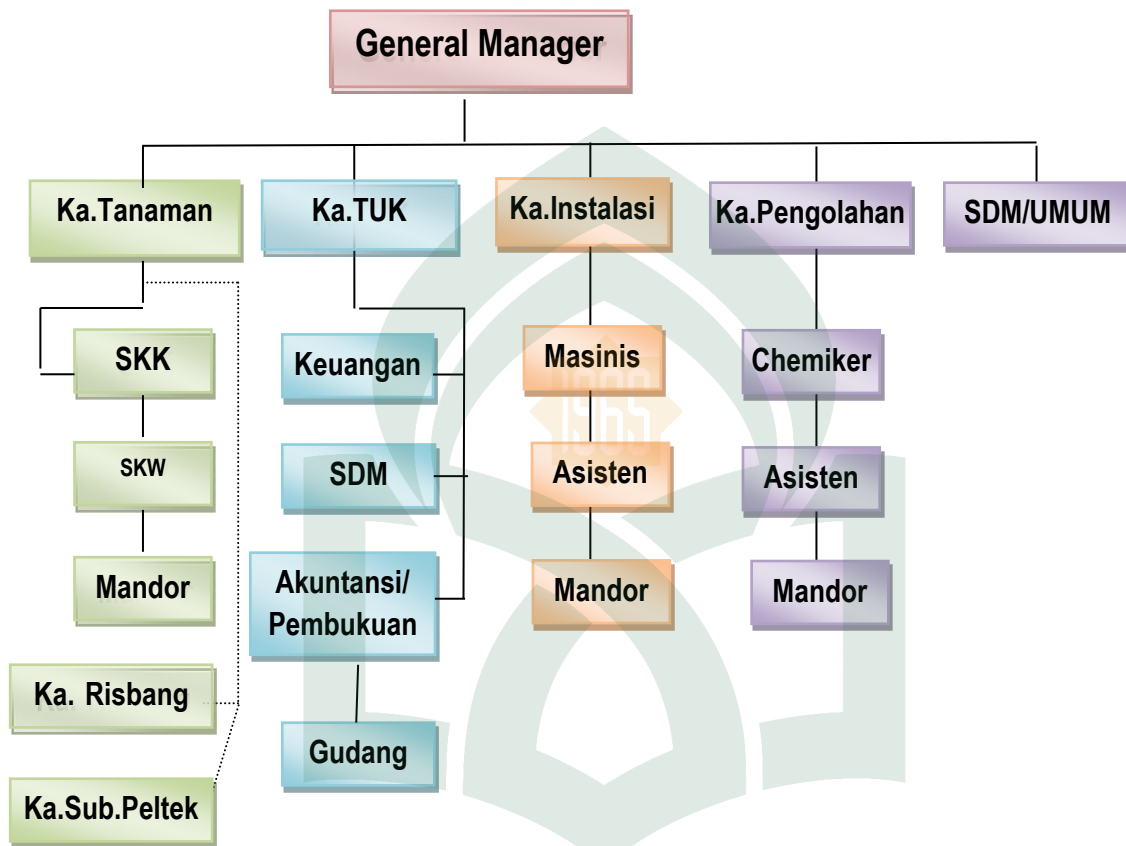 General Manager
Ka.Tanaman
Ka.TUK
Ka.Instalasi
Ka.Pengolahan
SDM/UMUM
SKK
Keuangan
Masinis
Chemiker
SKW
SDM
Asisten
Asisten
Mandor
Akuntansi/
Pembukuan
Mandor
Mandor
Ka. Risbang
Gudang
Ka.Sub.Peltek
1965